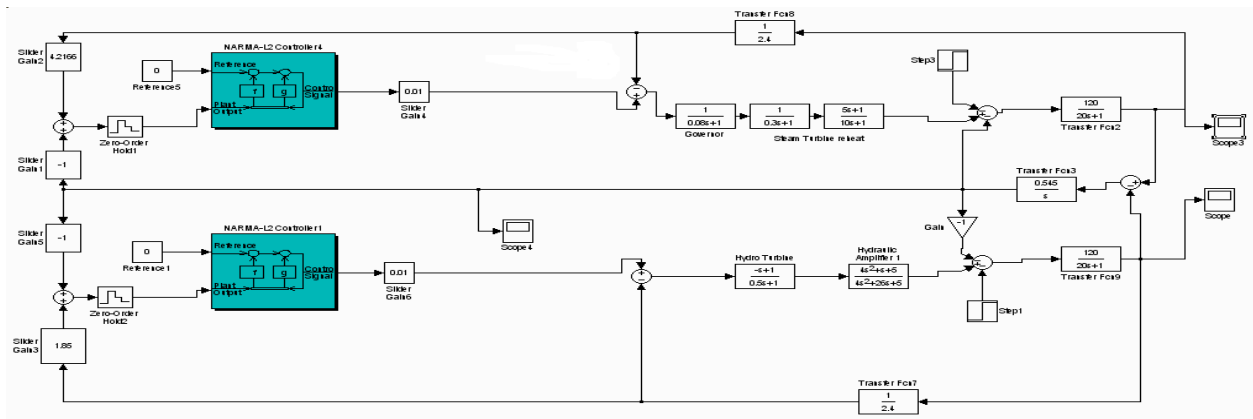 Transfer Fcn8
1
2.4
Slider
Gain2
4.2166
NARMA-L2 Controller4
Reference
Plant
Output
f
g
Control
Signal
0
Reference5
0.01
Slider
Gain4
Zero-Order
Hold1
Slider
Gain1
-1
1
0.08s+1
Governor
1
0.3s+1
5s+1
10s+1
Steam Turbine reheat
Step3
120
20s+1
Transfer Fcn2
Scope3
Transfer Fcn3
0.545
s
Scope
Slider
Gain5
-1
NARMA-L2 Controller1
Reference
Plant
Output
f
g
Control
Signal
0
Reference1
0.01
Slider
Gain6
Zero-Order
Hold2
Scope4
Slider
Gain3
1.85
Hydro Turbine
-s+1
0.5s+1
Hydraulic
Amplifier 1
4s2+s+5
4s2+26s+5
-1
Gain
Step1
120
20s+1
Transfer Fcn9
Transfer Fcn7
1
2.4